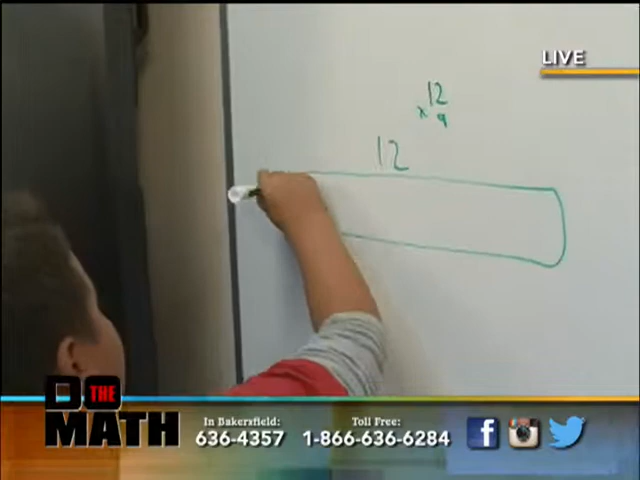 LIVE
12
x 9
12
DO THE
MATH
In Bakersfield:
636-4357
Toll Free:
1-866-636-6284